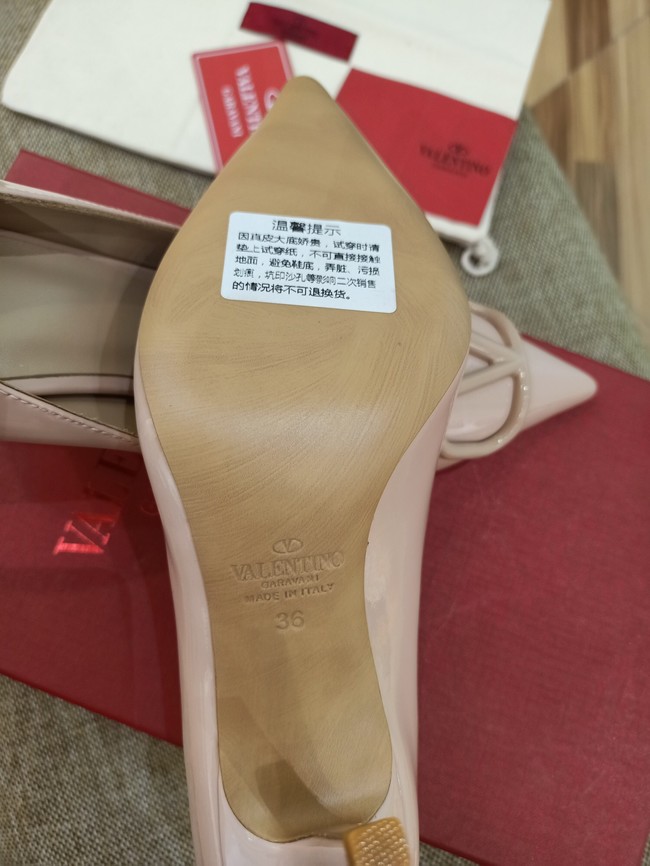 VALENTINO
GARAVANI
VALENTINO
温馨提示
因真皮大底娇贵，试穿时请
垫上试穿纸，不可直接接触
地面，避免鞋底，弄脏、污损
划痕，坑印沙孔等影响二次销售
的情况将不可退换货。
VALENTINO
GARAVANI
MADE IN ITALY
36